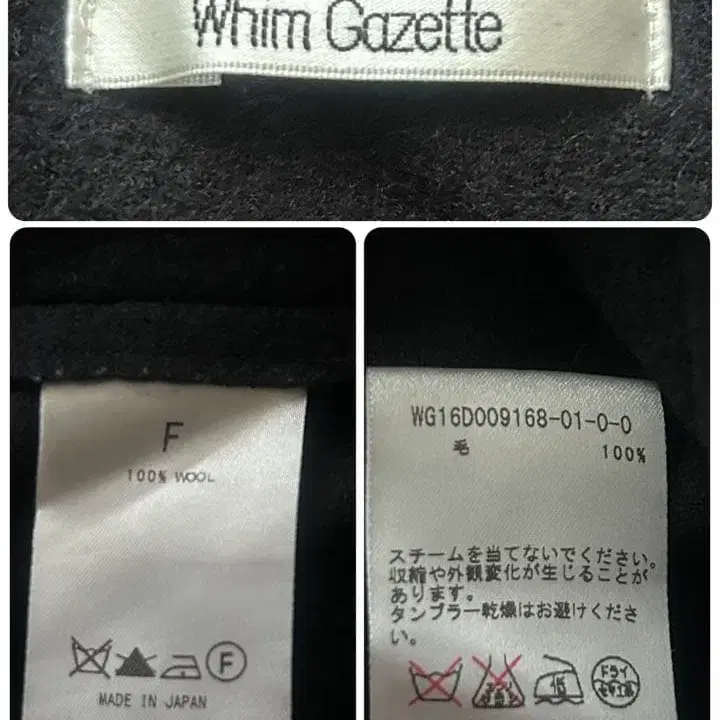 Whim Gazette
F
100% WOOL
F
MADE IN JAPAN
WG16D009168-01-0-0
毛 100%
スチームを当てないでください。
収縮や外観変化が生じることが
あります。
タンブラー乾燥はお避けくださ
い。
ドライ